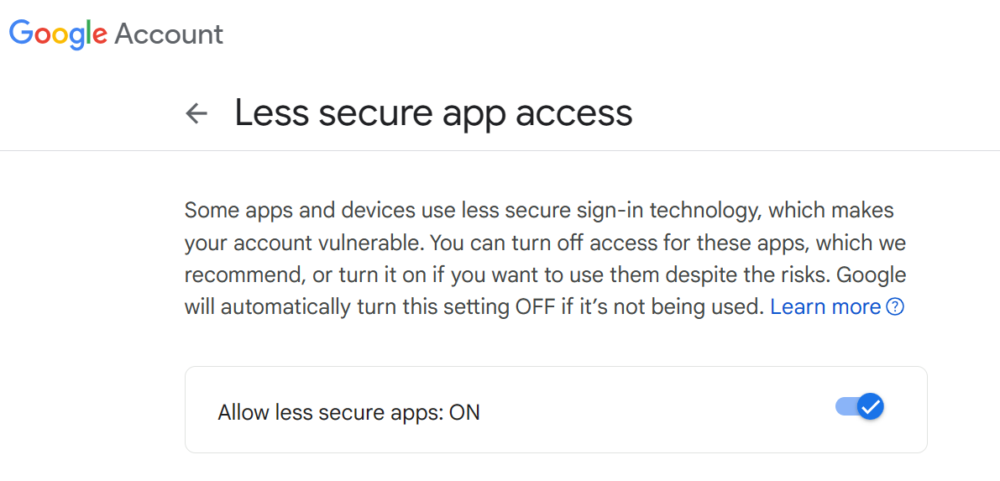 Google Account
Less secure app access
Some apps and devices use less secure sign-in technology, which makes
your account vulnerable. You can turn off access for these apps, which we
recommend, or turn it on if you want to use them despite the risks. Google
will automatically turn this setting OFF if it’s not being used. Learn more
Allow less secure apps: ON